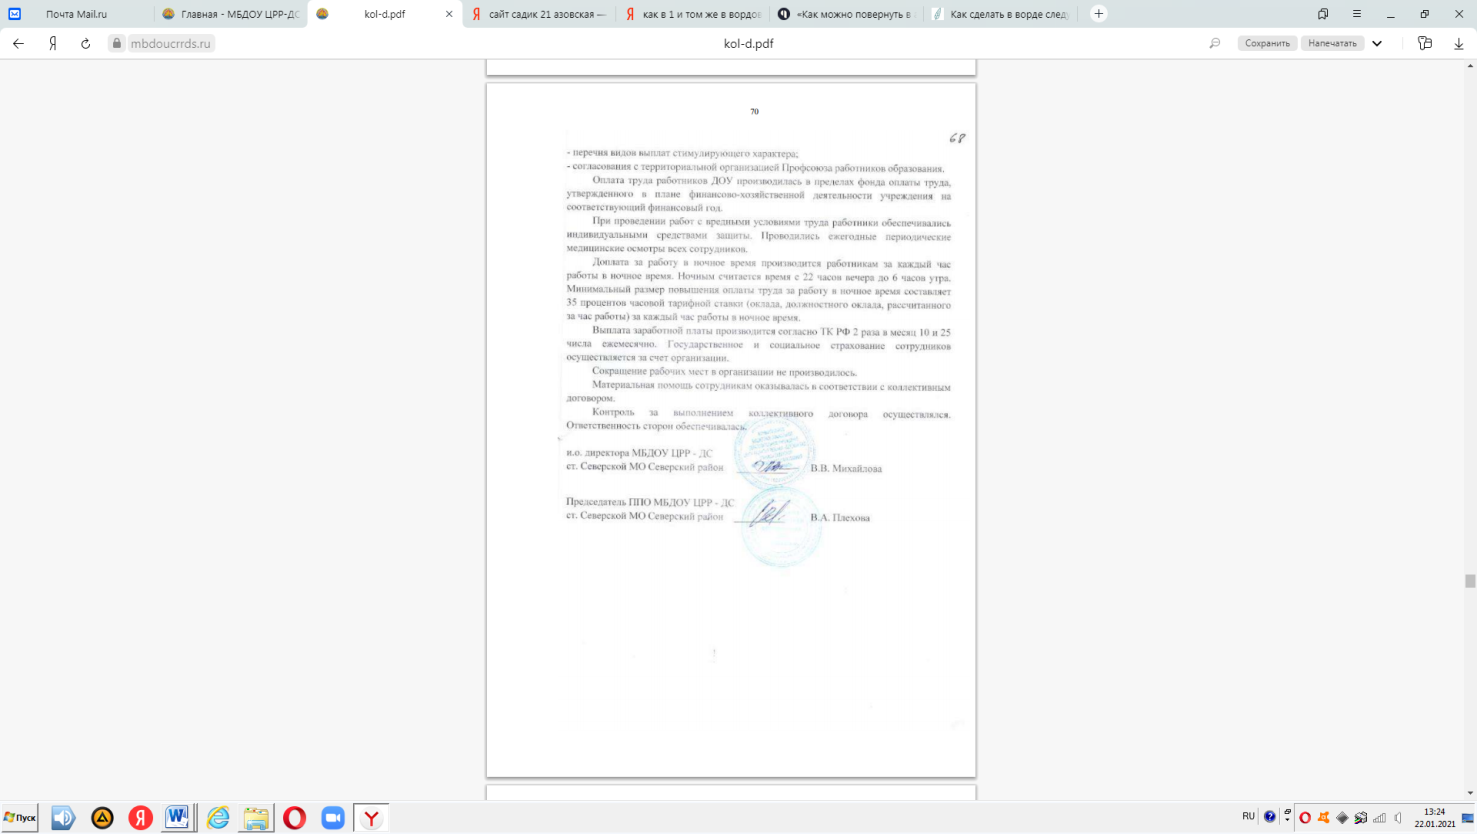 Почта Mail.ru
Главная - МБДОУ ЦРР-ДС
kol-d.pdf
сайт садик 21 азовская —
как в 1 и том же в вордов
«Как можно повернуть в
Как сделать в ворде след
mbdoucrrds.ru
kol-d.pdf
Сохранить
Напечатать
70
68
- перечня видов выплат стимулирующего характера;
- согласования с территориальной организацией Профсоюза работников образования.
Оплата труда работников ДОУ производилась в пределах фонда оплаты труда,
утвержденного в плане финансово-хозяйственной деятельности учреждения на
соответствующий финансовый год.
При проведении работ с вредными условиями труда работники обеспечивались
индивидуальными средствами защиты. Проводились ежегодные периодические
медицинские осмотры всех сотрудников.
Доплата за работу в ночное время производится работникам за каждый час
работы в ночное время. Ночным считается время с 22 часов вечера до 6 часов утра.
Минимальный размер повышения оплаты труда за работу в ночное время составляет
35 процентов часовой тарифной ставки (оклада, должностного оклада, рассчитанного
за час работы) за каждый час работы в ночное время.
Выплата заработной платы производится согласно ТК РФ 2 раза в месяц 10 и 25
числа ежемесячно. Государственное и социальное страхование сотрудников
осуществляется за счет организации.
Сокращение рабочих мест в организации не производилось.
Материальная помощь сотрудникам оказывалась в соответствии с коллективным
договором.
Контроль за выполнением коллективного договора осуществлялся.
Ответственность сторон обеспечивалась.
и.о. директора МБДОУ ЦРР - ДС
ст. Северской МО Северский район В.В. Михайлова
Председатель ППО МБДОУ ЦРР - ДС
ст. Северской МО Северский район В.А. Плехова
Пуск
RU
13:24
22.01.2021